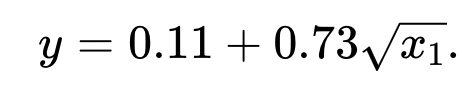 y = 0.11 + 0.73√x₁.